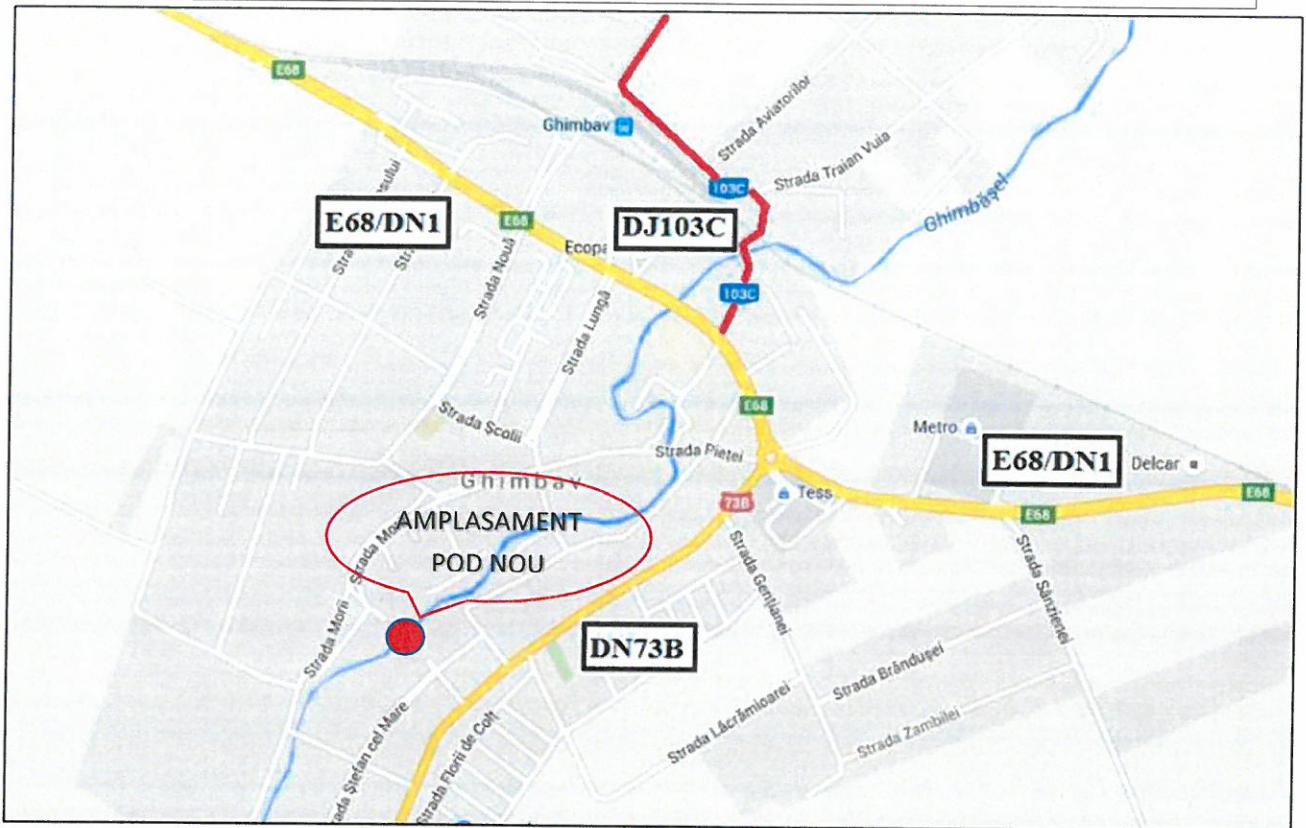 E68
Ghimbav
Strada Aviatorilor
103C
Strada Traian Vuia
Ghimbășel
E68/DN1
E68
DJ103C
Strada Nouă
103C
Strada Lungă
E68
Strada Școlii
Strada Pieței
Metro
E68/DN1
Delcar
E68
Ghimbav
73B
Tess
E68
AMPLASAMENT
POD NOU
Strada Morii
Strada Gențianei
Strada Sânzienei
DN73B
Strada Brândușei
Strada Lăcrămioarei
Strada Zambilei
Strada Florii de Colț
Ștefan cel Mare